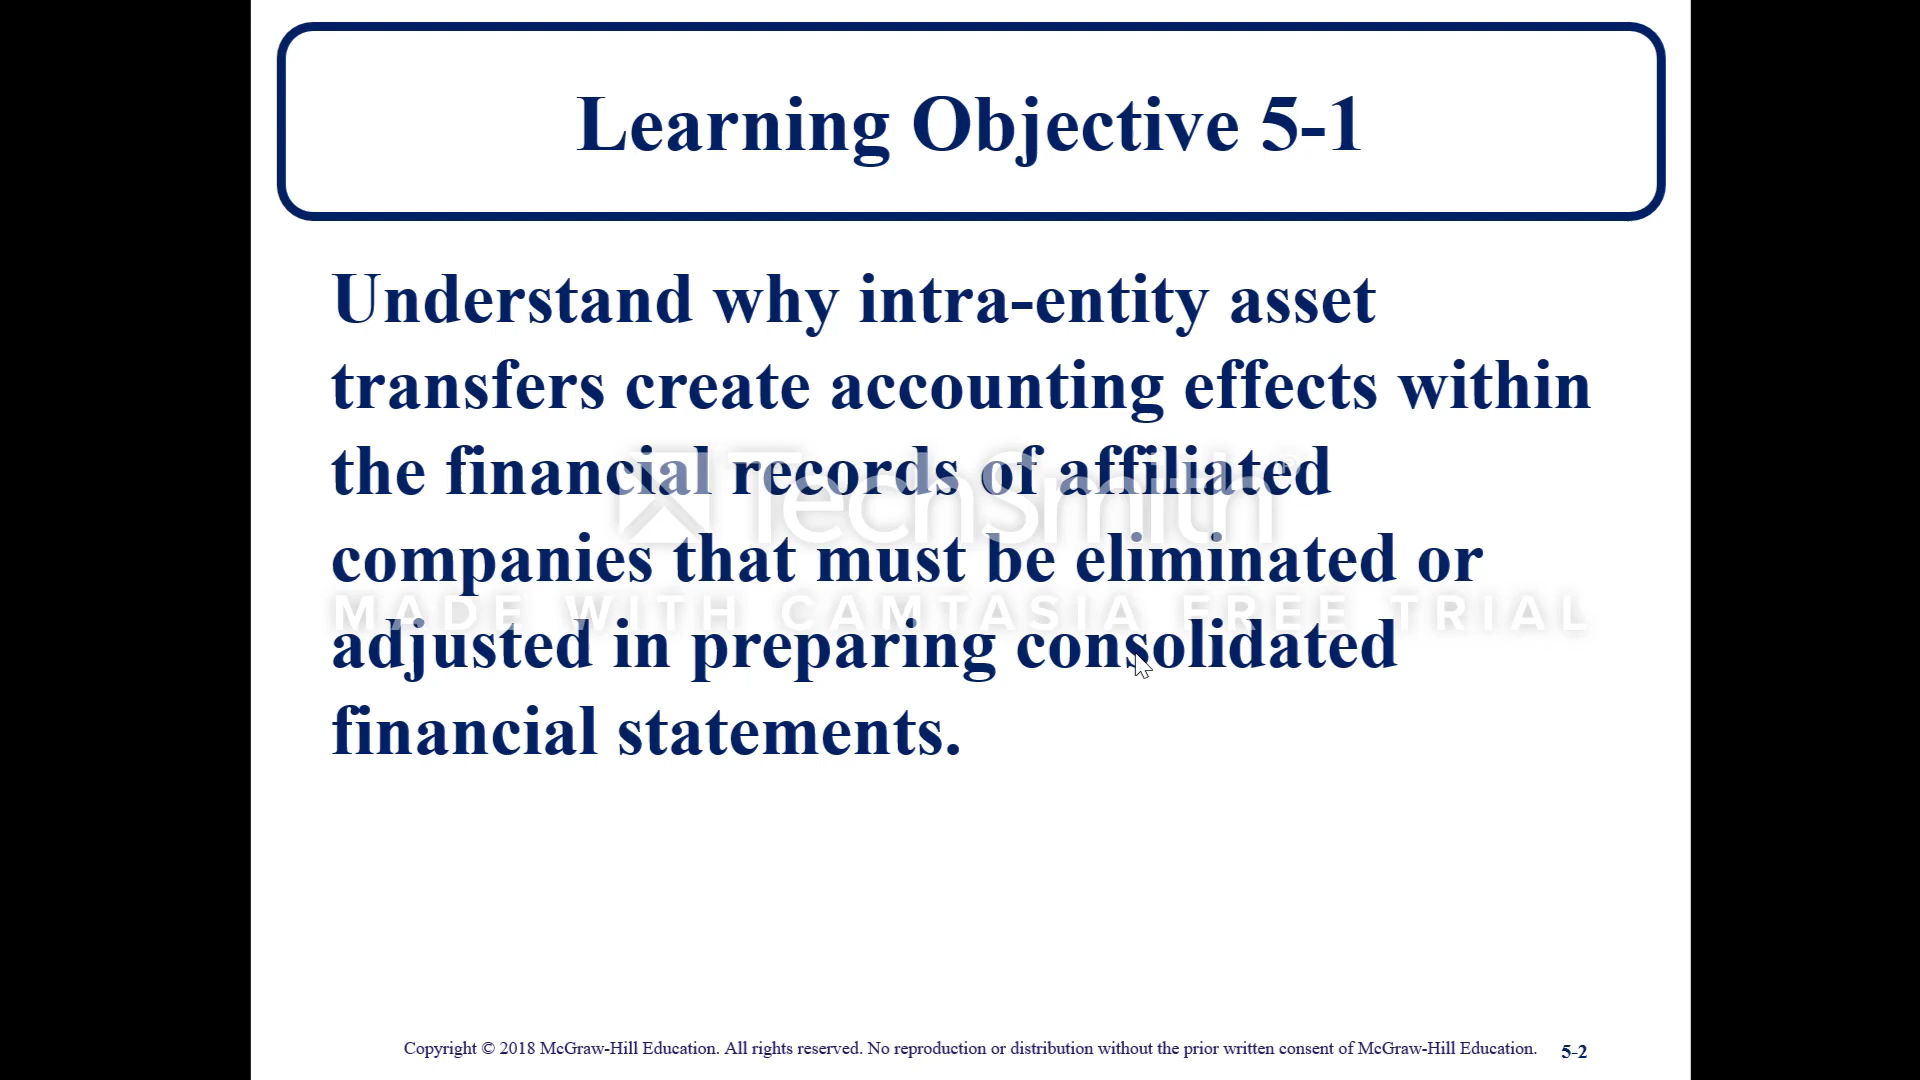 Learning Objective 5-1
Understand why intra-entity asset
transfers create accounting effects within
the financial records of affiliated
TechSmith®
companies that must be eliminated or
MADE WITH CAMTASIA FREE TRIAL
adjusted in preparing consolidated
financial statements.
Copyright © 2018 McGraw-Hill Education. All rights reserved. No reproduction or distribution without the prior written consent of McGraw-Hill Education. 5-2